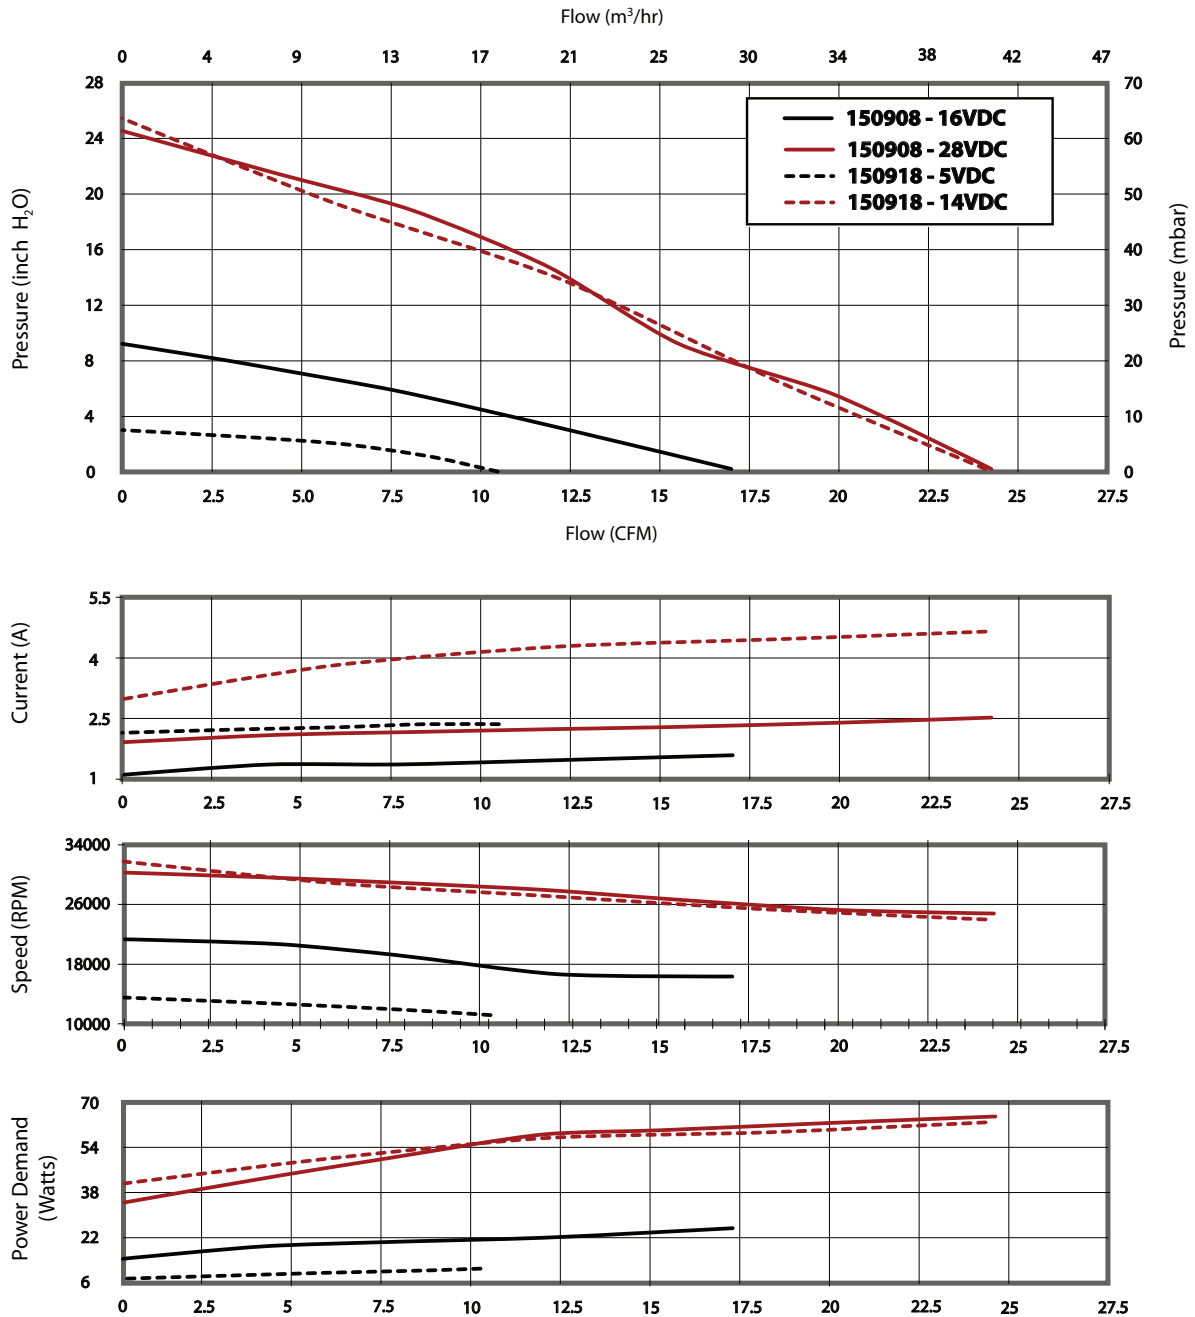 Flow (m³/hr)
0 4 9 13 17 21 25 30 34 38 42 47
28 70
24 60
20 50
16 40
12 30
8 20
4 10
0 0
Pressure (inch H₂O)
Pressure (mbar)
150908 - 16VDC
150908 - 28VDC
150918 - 5VDC
150918 - 14VDC
0 2.5 5.0 7.5 10 12.5 15 17.5 20 22.5 25 27.5
Flow (CFM)
Current (A)
5.5
4
2.5
1
0 2.5 5 7.5 10 12.5 15 17.5 20 22.5 25 27.5
Speed (RPM)
34000
26000
18000
10000
0 2.5 5 7.5 10 12.5 15 17.5 20 22.5 25 27.5
Power Demand
(Watts)
70
54
38
22
6
0 2.5 5 7.5 10 12.5 15 17.5 20 22.5 25 27.5